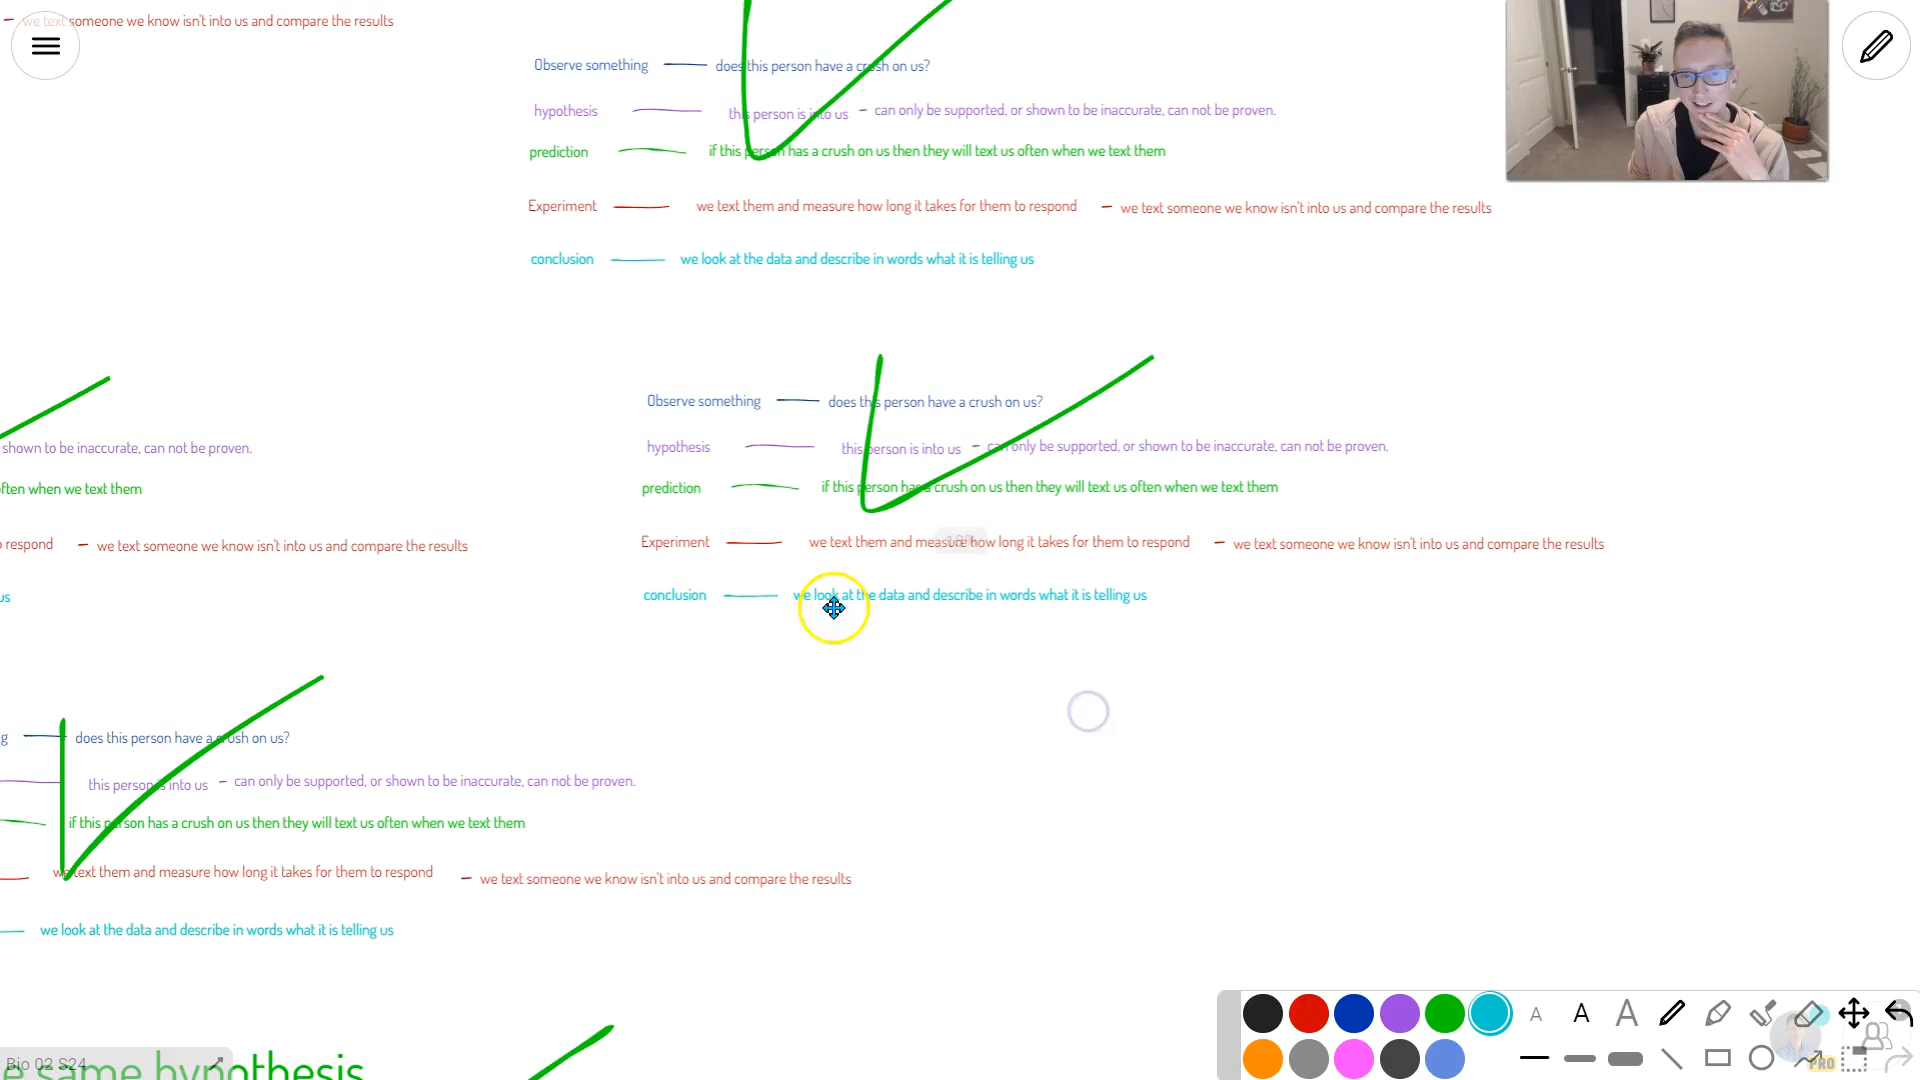 we text someone we know isn't into us and compare the results
Observe something does this person have a crush on us?
hypothesis this person is into us - can only be supported, or shown to be inaccurate, can not be proven.
prediction if this person has a crush on us then they will text us often when we text them
Experiment we text them and measure how long it takes for them to respond - we text someone we know isn't into us and compare the results
conclusion we look at the data and describe in words what it is telling us
Observe something does this person have a crush on us?
shown to be inaccurate, can not be proven.
hypothesis this person is into us - can only be supported, or shown to be inaccurate, can not be proven.
often when we text them
prediction if this person has a crush on us then they will text us often when we text them
o respond - we text someone we know isn't into us and compare the results
Experiment we text them and measure how long it takes for them to respond - we text someone we know isn't into us and compare the results
us
conclusion we look at the data and describe in words what it is telling us
g does this person have a crush on us?
this person is into us - can only be supported, or shown to be inaccurate, can not be proven.
if this person has a crush on us then they will text us often when we text them
we text them and measure how long it takes for them to respond - we text someone we know isn't into us and compare the results
we look at the data and describe in words what it is telling us
e same hypothesis
Bio 02 S24
A A A
PRO